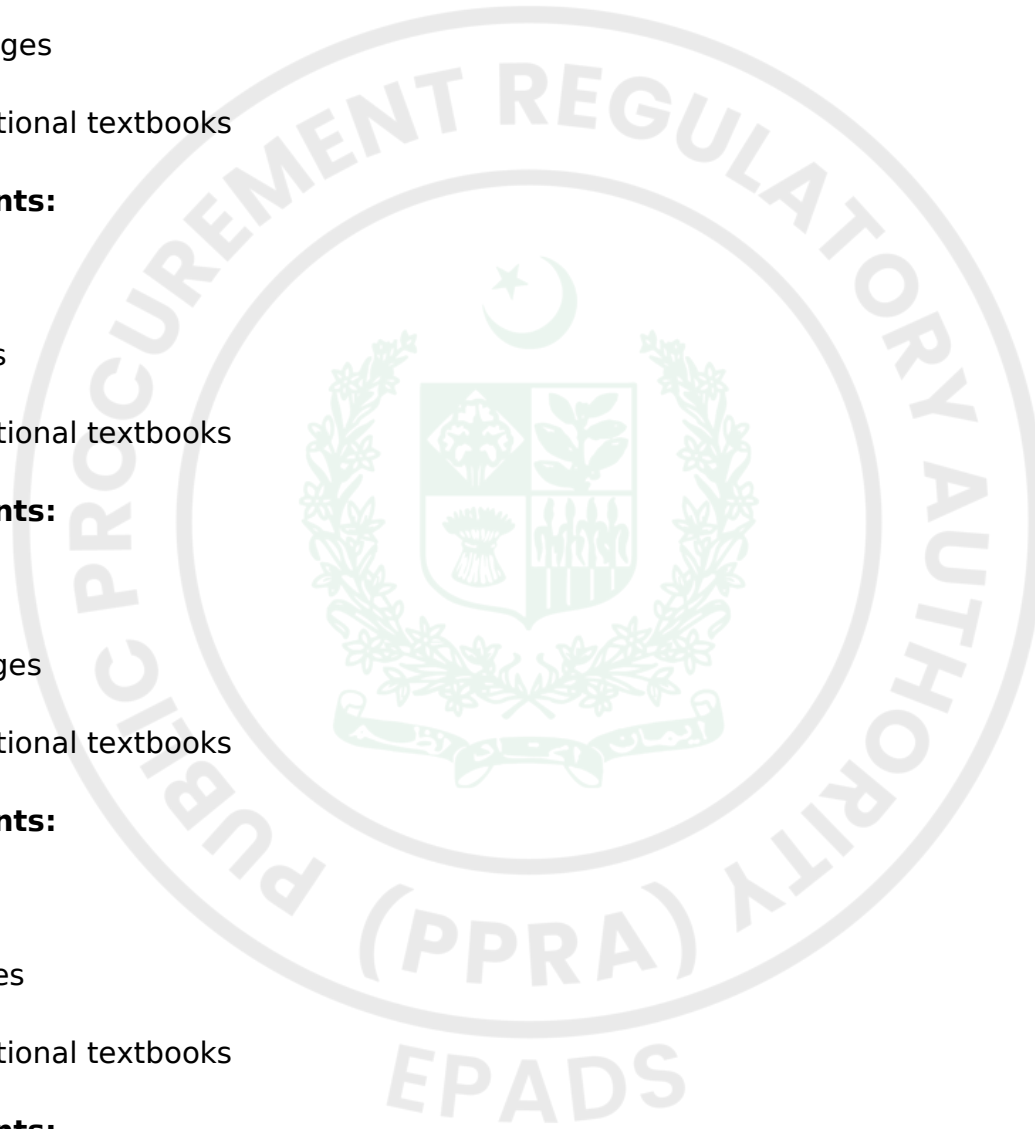 ges
tional textbooks
nts:
s
tional textbooks
nts:
ges
tional textbooks
nts:
es
tional textbooks
nts:
PUBLIC PROCUREMENT REGULATORY AUTHORITY
(PPRA)
EPADS